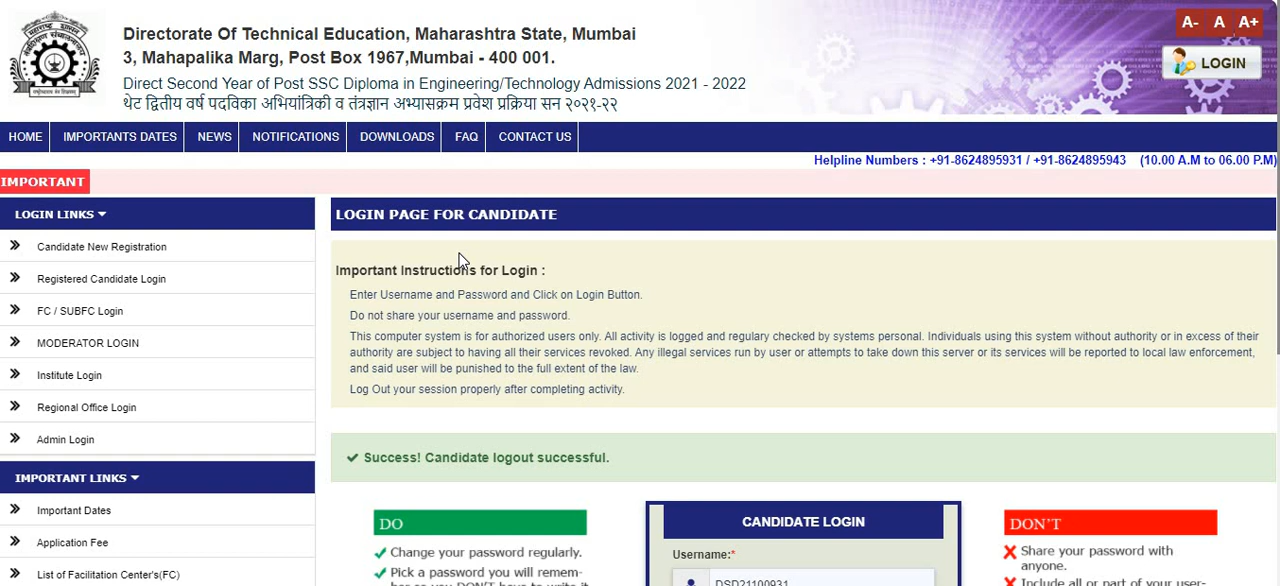 Directorate Of Technical Education, Maharashtra State, Mumbai
3, Mahapalika Marg, Post Box 1967,Mumbai - 400 001.
Direct Second Year of Post SSC Diploma in Engineering/Technology Admissions 2021 - 2022
थेट द्वितीय वर्ष पदविका अभियांत्रिकी व तंत्रज्ञान अभ्यासक्रम प्रवेश प्रक्रिया सन २०२१-२२
A- A A+
LOGIN
HOME IMPORTANTS DATES NEWS NOTIFICATIONS DOWNLOADS FAQ CONTACT US
Helpline Numbers : +91-8624895931 / +91-8624895943 (10.00 A.M to 06.00 P.M)
IMPORTANT
LOGIN LINKS
Candidate New Registration
Registered Candidate Login
FC / SUBFC Login
MODERATOR LOGIN
Institute Login
Regional Office Login
Admin Login
IMPORTANT LINKS
Important Dates
Application Fee
List of Facilitation Center's(FC)
LOGIN PAGE FOR CANDIDATE
Important Instructions for Login :
Enter Username and Password and Click on Login Button.
Do not share your username and password.
This computer system is for authorized users only. All activity is logged and regulary checked by systems personal. Individuals using this system without authority or in excess of their
authority are subject to having all their services revoked. Any illegal services run by user or attempts to take down this server or its services will be reported to local law enforcement,
and said user will be punished to the full extent of the law.
Log Out your session properly after completing activity.
Success! Candidate logout successful.
DO
Change your password regularly.
Pick a password you will remem-
ber so you DON'T have to write it
CANDIDATE LOGIN
Username:*
DSD21100931
DON'T
Share your password with
anyone.
Include all or part of your user-